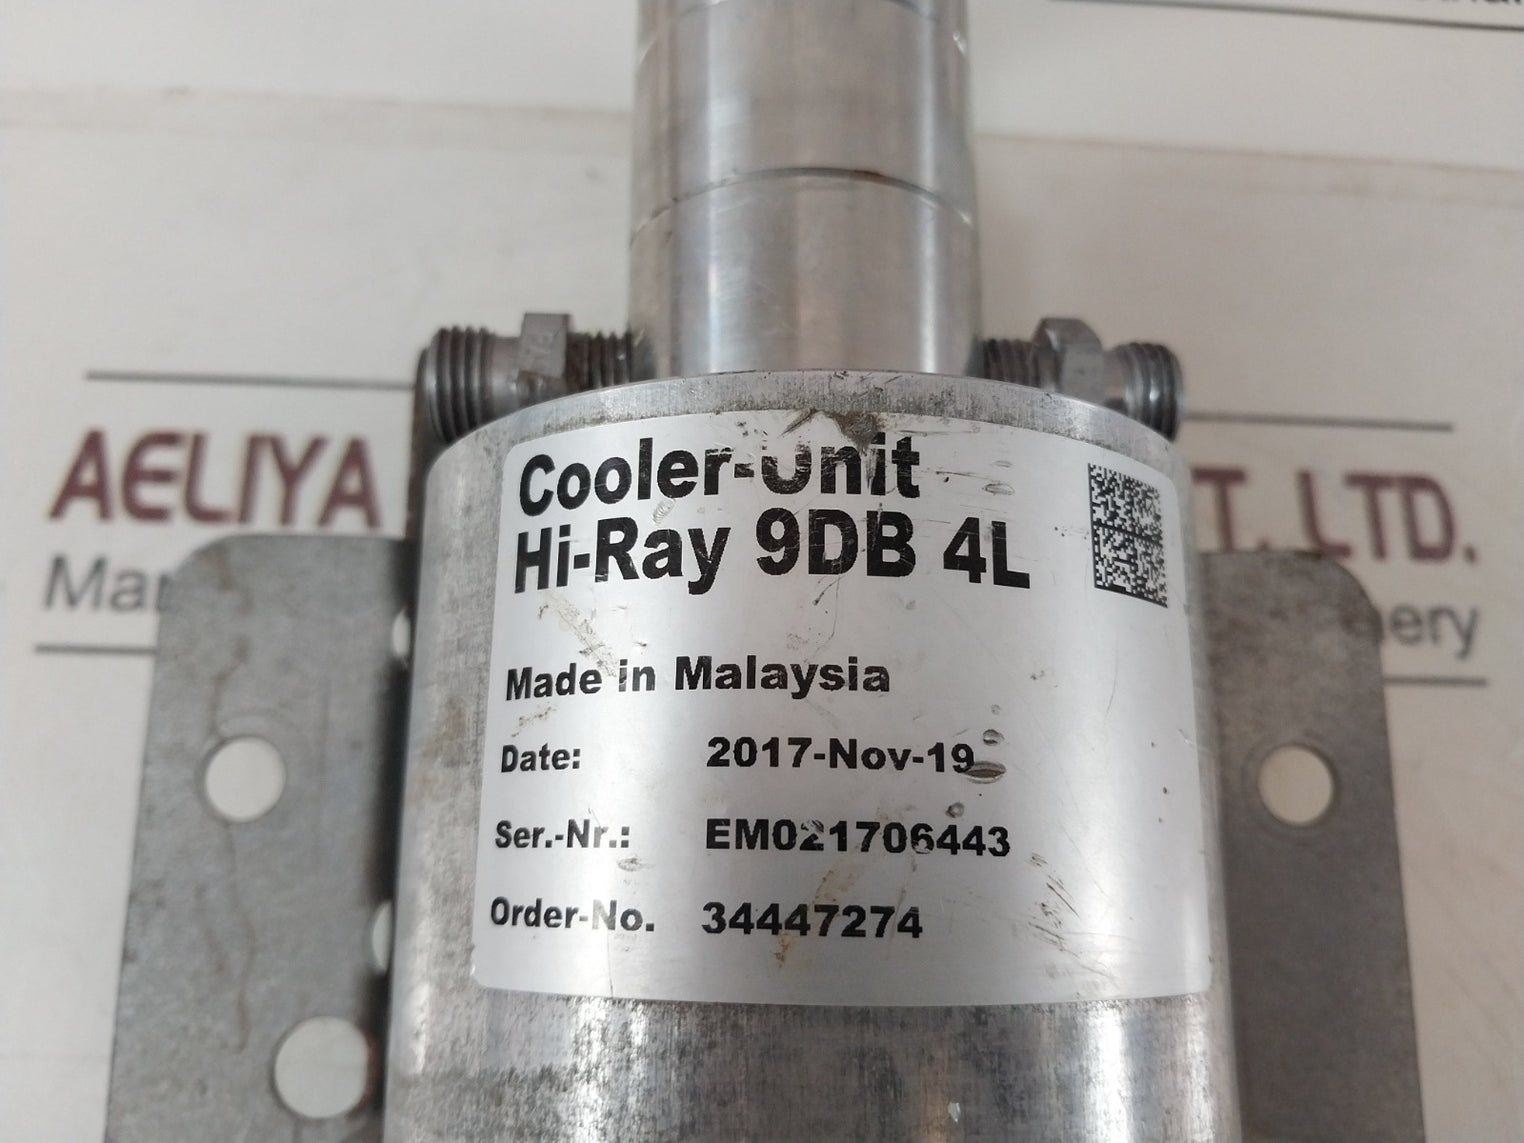 AELIYA T. LTD.
Mar ery
Cooler-Unit
Hi-Ray 9DB 4L
Made in Malaysia
Date: 2017-Nov-19
Ser.-Nr.: EM021706443
Order-No. 34447274